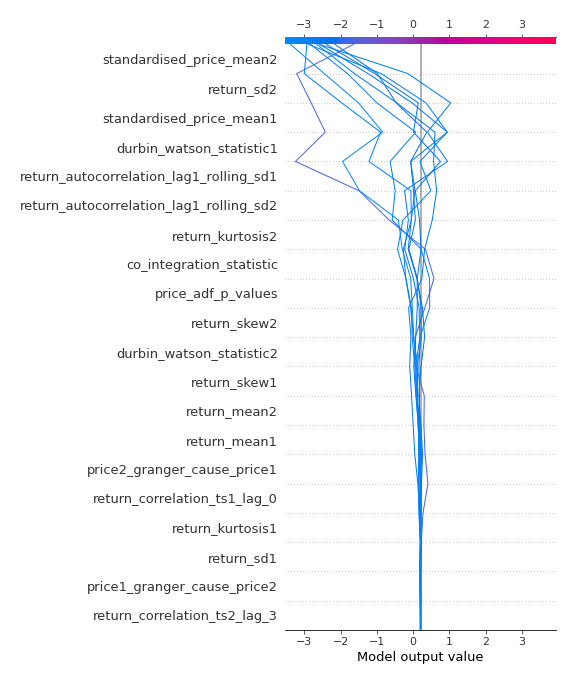 −3 −2 −1 0 1 2 3
standardised_price_mean2
return_sd2
standardised_price_mean1
durbin_watson_statistic1
return_autocorrelation_lag1_rolling_sd1
return_autocorrelation_lag1_rolling_sd2
return_kurtosis2
co_integration_statistic
price_adf_p_values
return_skew2
durbin_watson_statistic2
return_skew1
return_mean2
return_mean1
price2_granger_cause_price1
return_correlation_ts1_lag_0
return_kurtosis1
return_sd1
price1_granger_cause_price2
return_correlation_ts2_lag_3
−3 −2 −1 0 1 2 3
Model output value